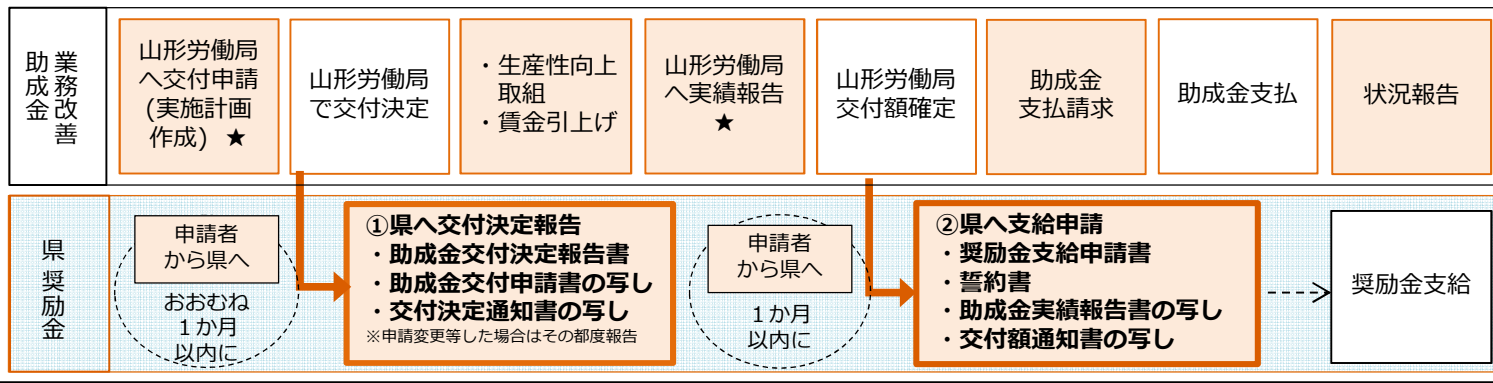 業務改善
助成金
山形労働局
へ交付申請
(実施計画
作成) ★
山形労働局
で交付決定
・生産性向上
取組
・賃金引上げ
山形労働局
へ実績報告
★
山形労働局
交付額確定
助成金
支払請求
助成金支払
状況報告
県奨励金
申請者
から県へ
おおむね
１か月
以内に
①県へ交付決定報告
・助成金交付決定報告書
・助成金交付申請書の写し
・交付決定通知書の写し
※申請変更等した場合はその都度報告
申請者
から県へ
１か月
以内に
②県へ支給申請
・奨励金支給申請書
・誓約書
・助成金実績報告書の写し
・交付額通知書の写し
奨励金支給